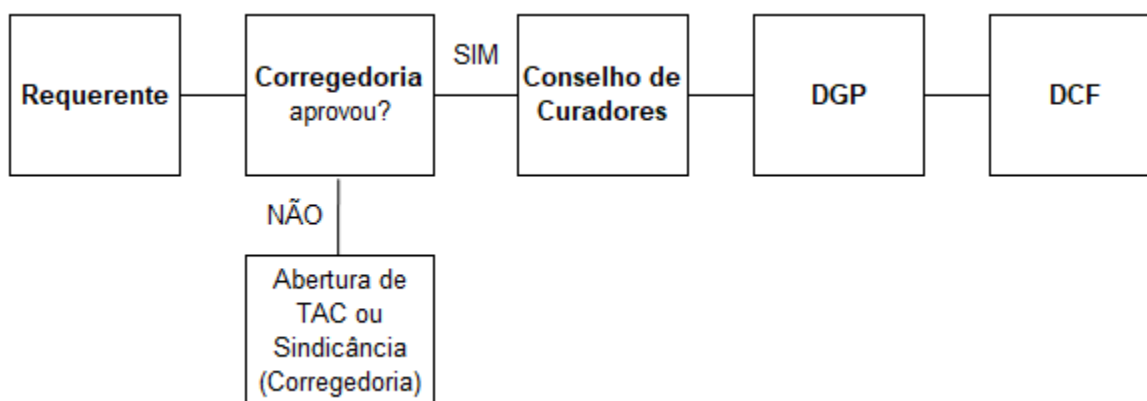 Requerente
Corregedoria
aprovou?
SIM
Conselho de
Curadores
DGP
DCF
NÃO
Abertura de
TAC ou
Sindicância
(Corregedoria)